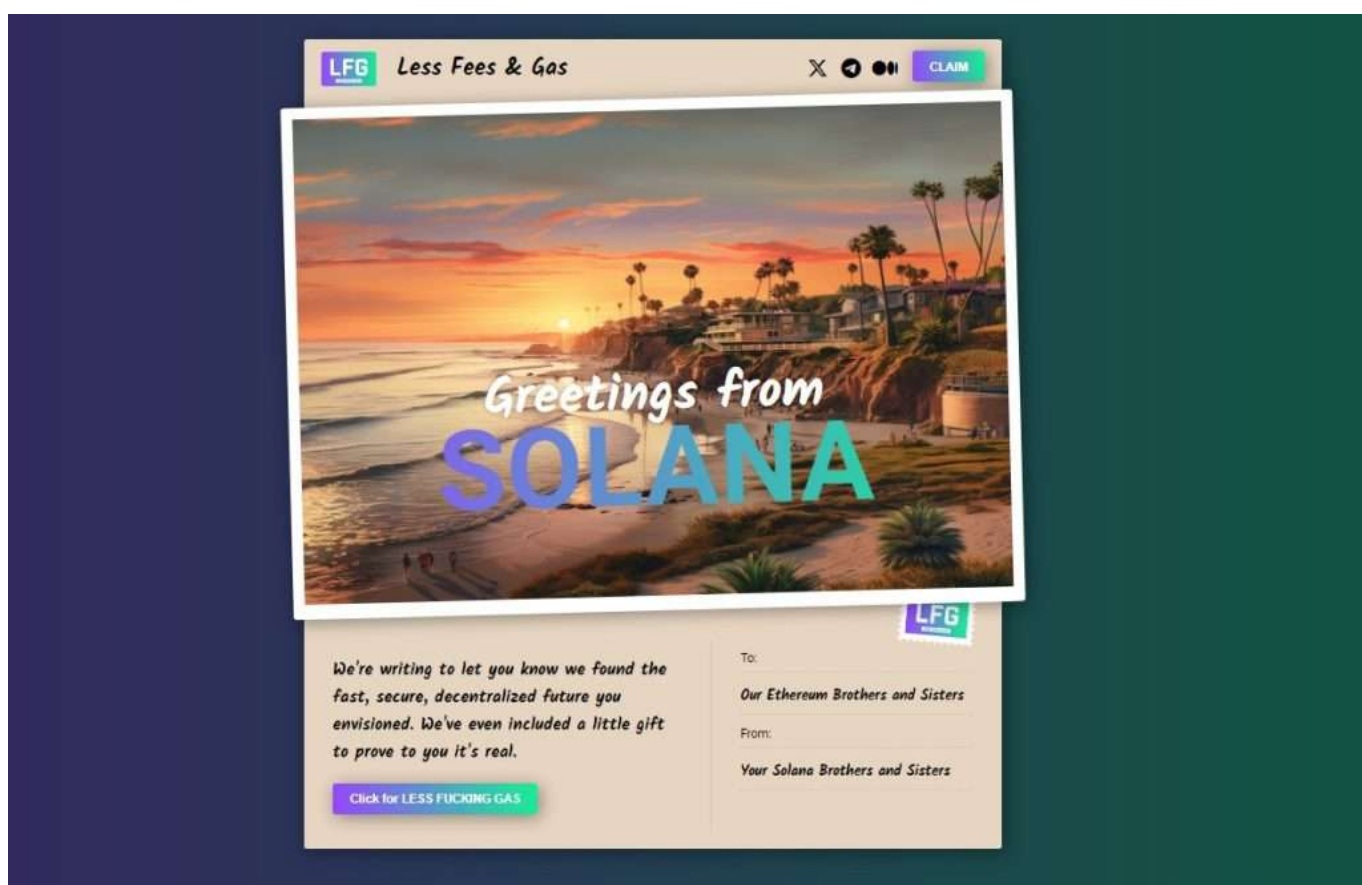 LFG
Less Fees & Gas
CLAIM
Greetings from
SOLANA
LFG
We're writing to let you know we found the
fast, secure, decentralized future you
envisioned. We've even included a little gift
to prove to you it's real.
Click for LESS FUCKING GAS
To:
Our Ethereum Brothers and Sisters
From:
Your Solana Brothers and Sisters